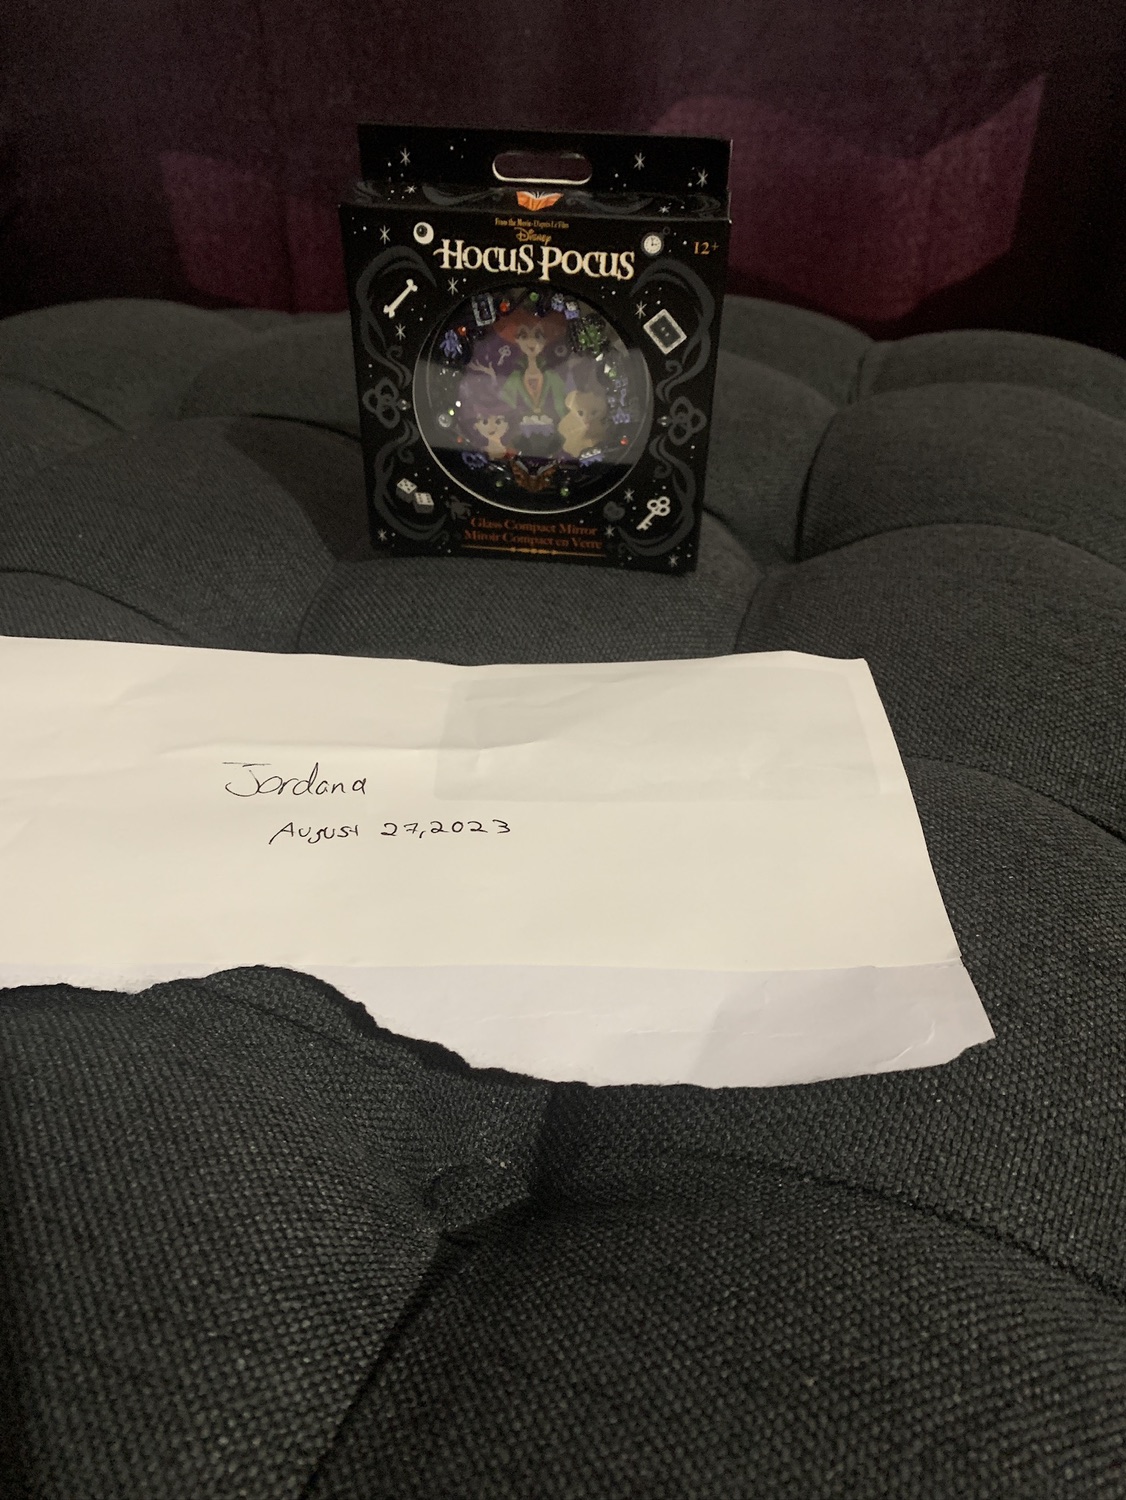 From the Movie • D'après Le Film
Disney
HOCUS POCUS
12+
Glass Compact Mirror
Miroir Compact en Verre
Jordana
August 27, 2023